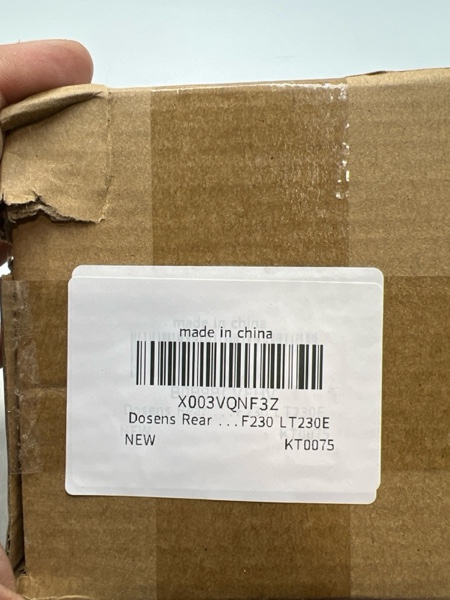 made in china
X003VQNF3Z
Dosens Rear ...F230 LT230E
NEW KT0075